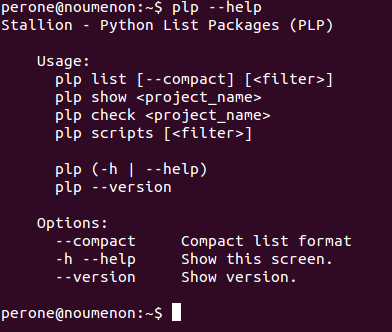 perone@noumenon:~$ plp --help
Stallion - Python List Packages (PLP)

    Usage:
      plp list [--compact] [<filter>]
      plp show <project_name>
      plp check <project_name>
      plp scripts [<filter>]

      plp (-h | --help)
      plp --version

    Options:
      --compact     Compact list format
      -h --help     Show this screen.
      --version     Show version.

perone@noumenon:~$